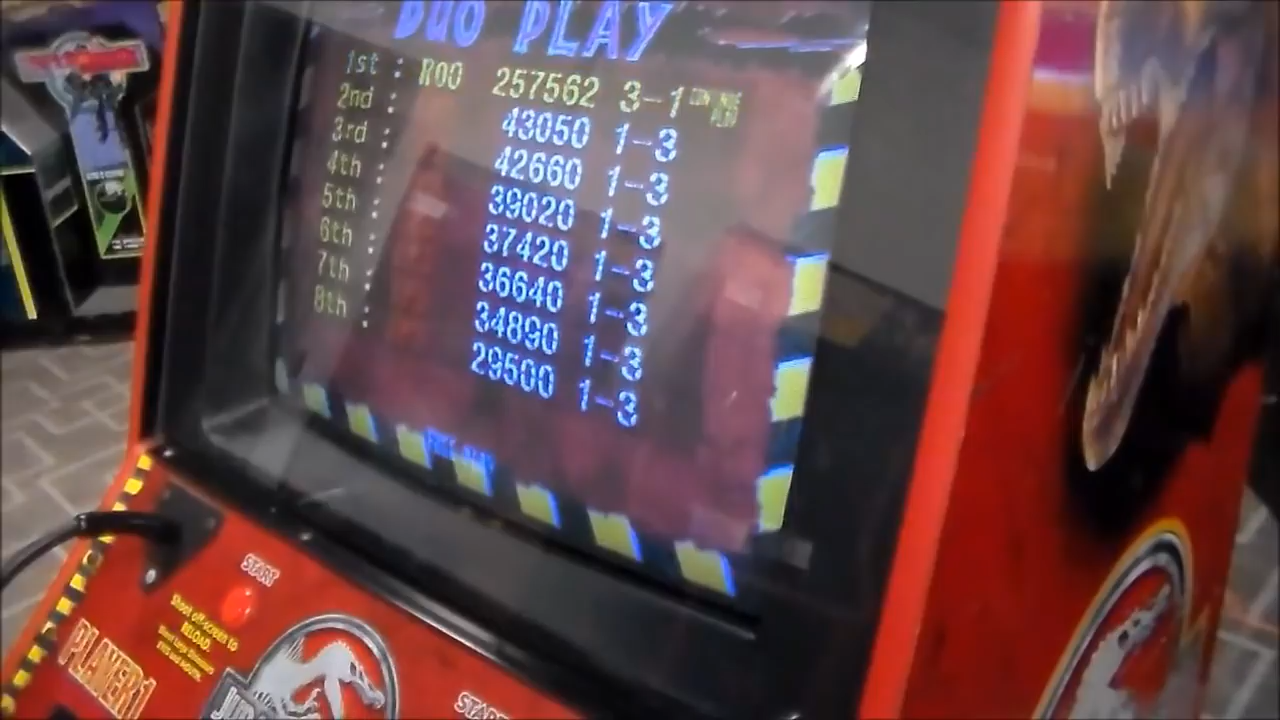 DUO PLAY
1st : ROO 257562 3-1
2nd : 43050 1-3
3rd : 42660 1-3
4th : 39020 1-3
5th : 37420 1-3
6th : 36640 1-3
7th : 34890 1-3
8th : 29500 1-3
START
Shoot off-screen to
RELOAD.
PLAYER 1
START